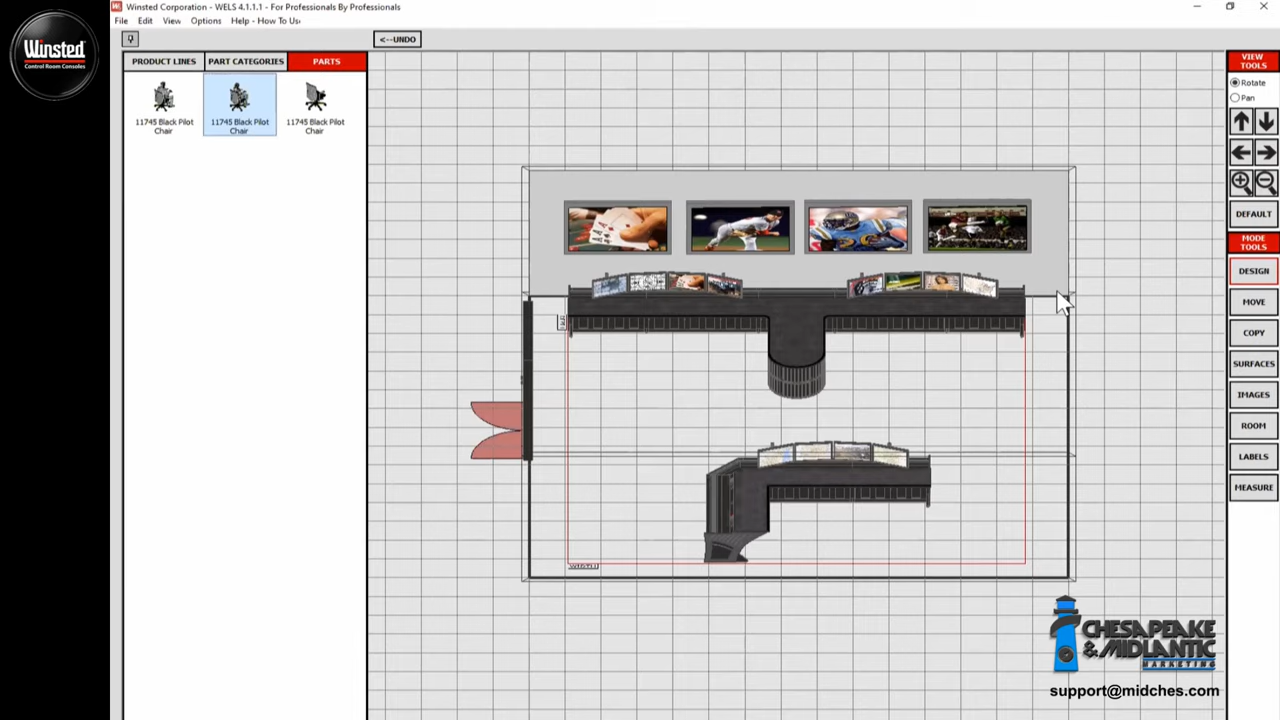 Winsted Corporation - WELS 4.1.1.1 - For Professionals By Professionals
File Edit View Options Help - How To Us
<--UNDO
PRODUCT LINES PART CATEGORIES PARTS
11745 Black Pilot Chair
11745 Black Pilot Chair
11745 Black Pilot Chair
VIEW TOOLS
Rotate
Pan
DEFAULT
MODE TOOLS
DESIGN
MOVE
COPY
SURFACES
IMAGES
ROOM
LABELS
MEASURE
Winsted
Control Room Consoles
CHESAPEAKE
& MIDLANTIC
MARKETING
support@midches.com